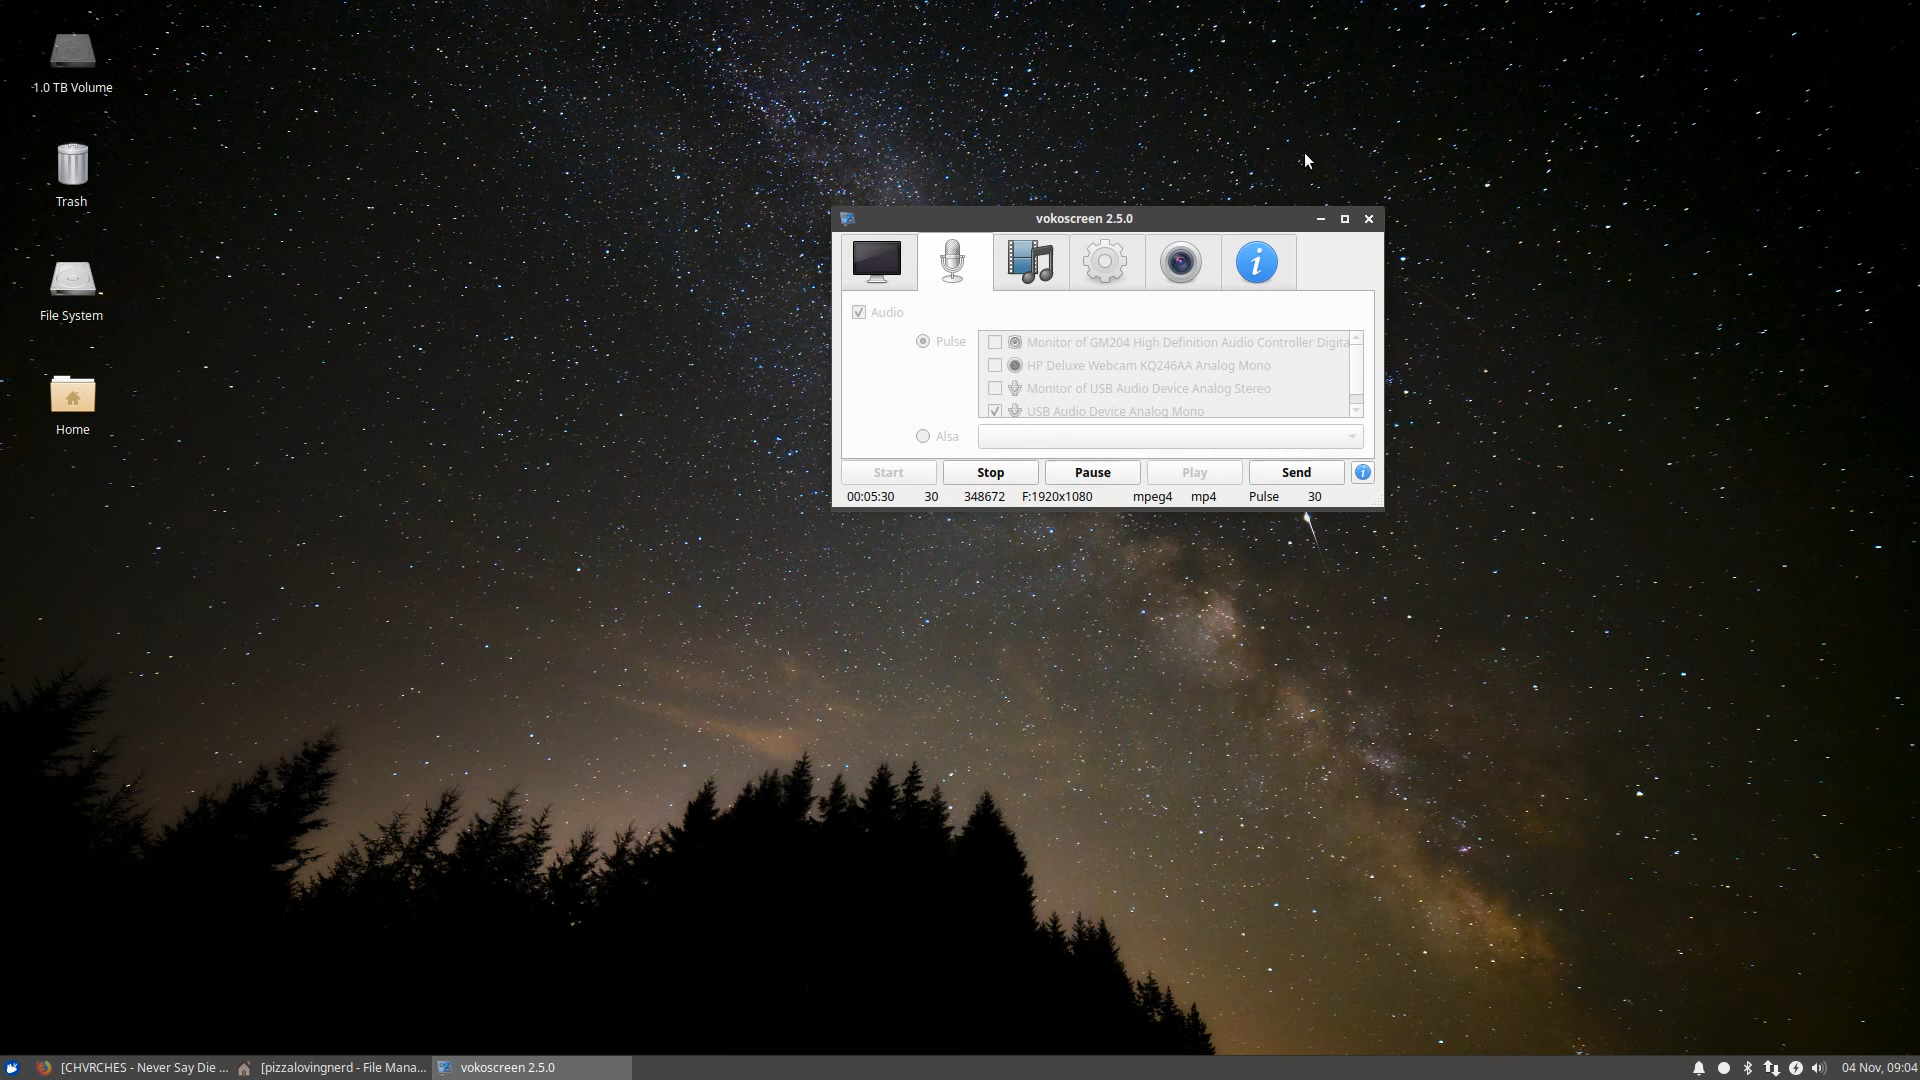 1.0 TB Volume
Trash
File System
Home
vokoscreen 2.5.0
Audio
Pulse
Monitor of GM204 High Definition Audio Controller Digita
HP Deluxe Webcam KQ246AA Analog Mono
Monitor of USB Audio Device Analog Stereo
USB Audio Device Analog Mono
Alsa
Start Stop Pause Play Send
00:05:30 30 348672 F:1920x1080 mpeg4 mp4 Pulse 30
[CHVRCHES - Never Say Die ... [pizzalovingnerd - File Mana... vokoscreen 2.5.0 04 Nov, 09:04